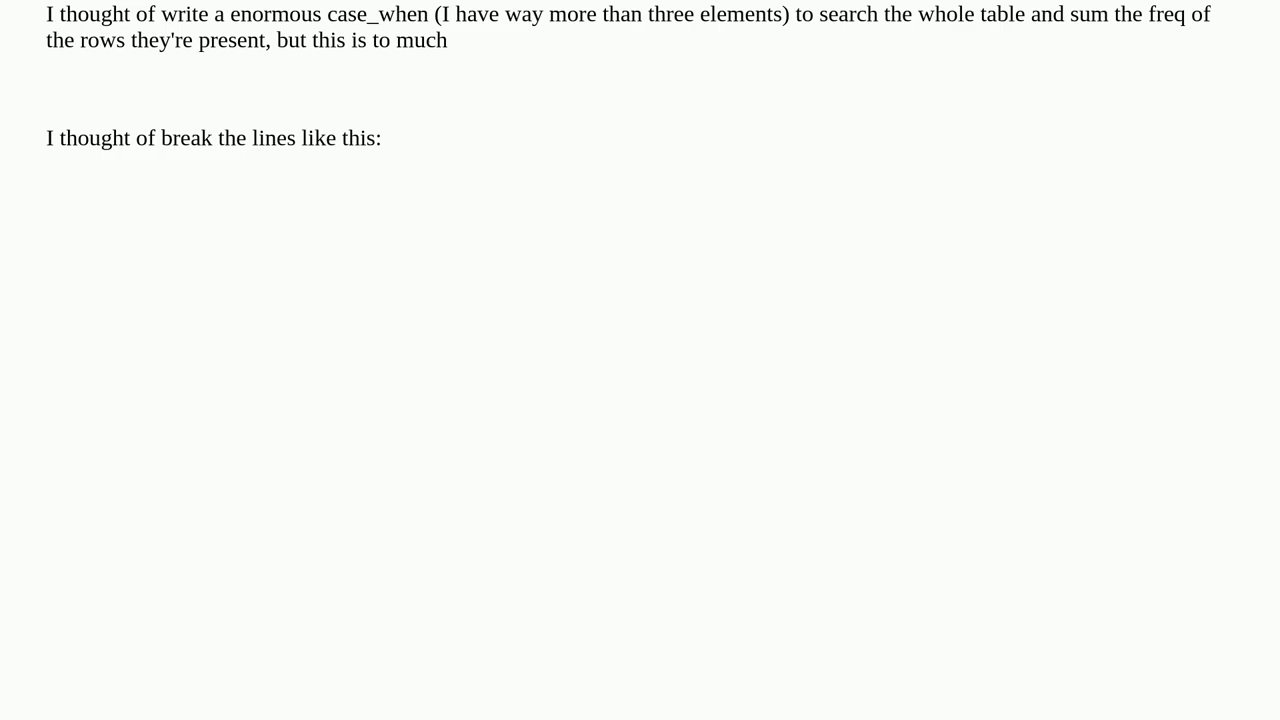 I thought of write a enormous case_when (I have way more than three elements) to search the whole table and sum the freq of
the rows they're present, but this is to much
I thought of break the lines like this: